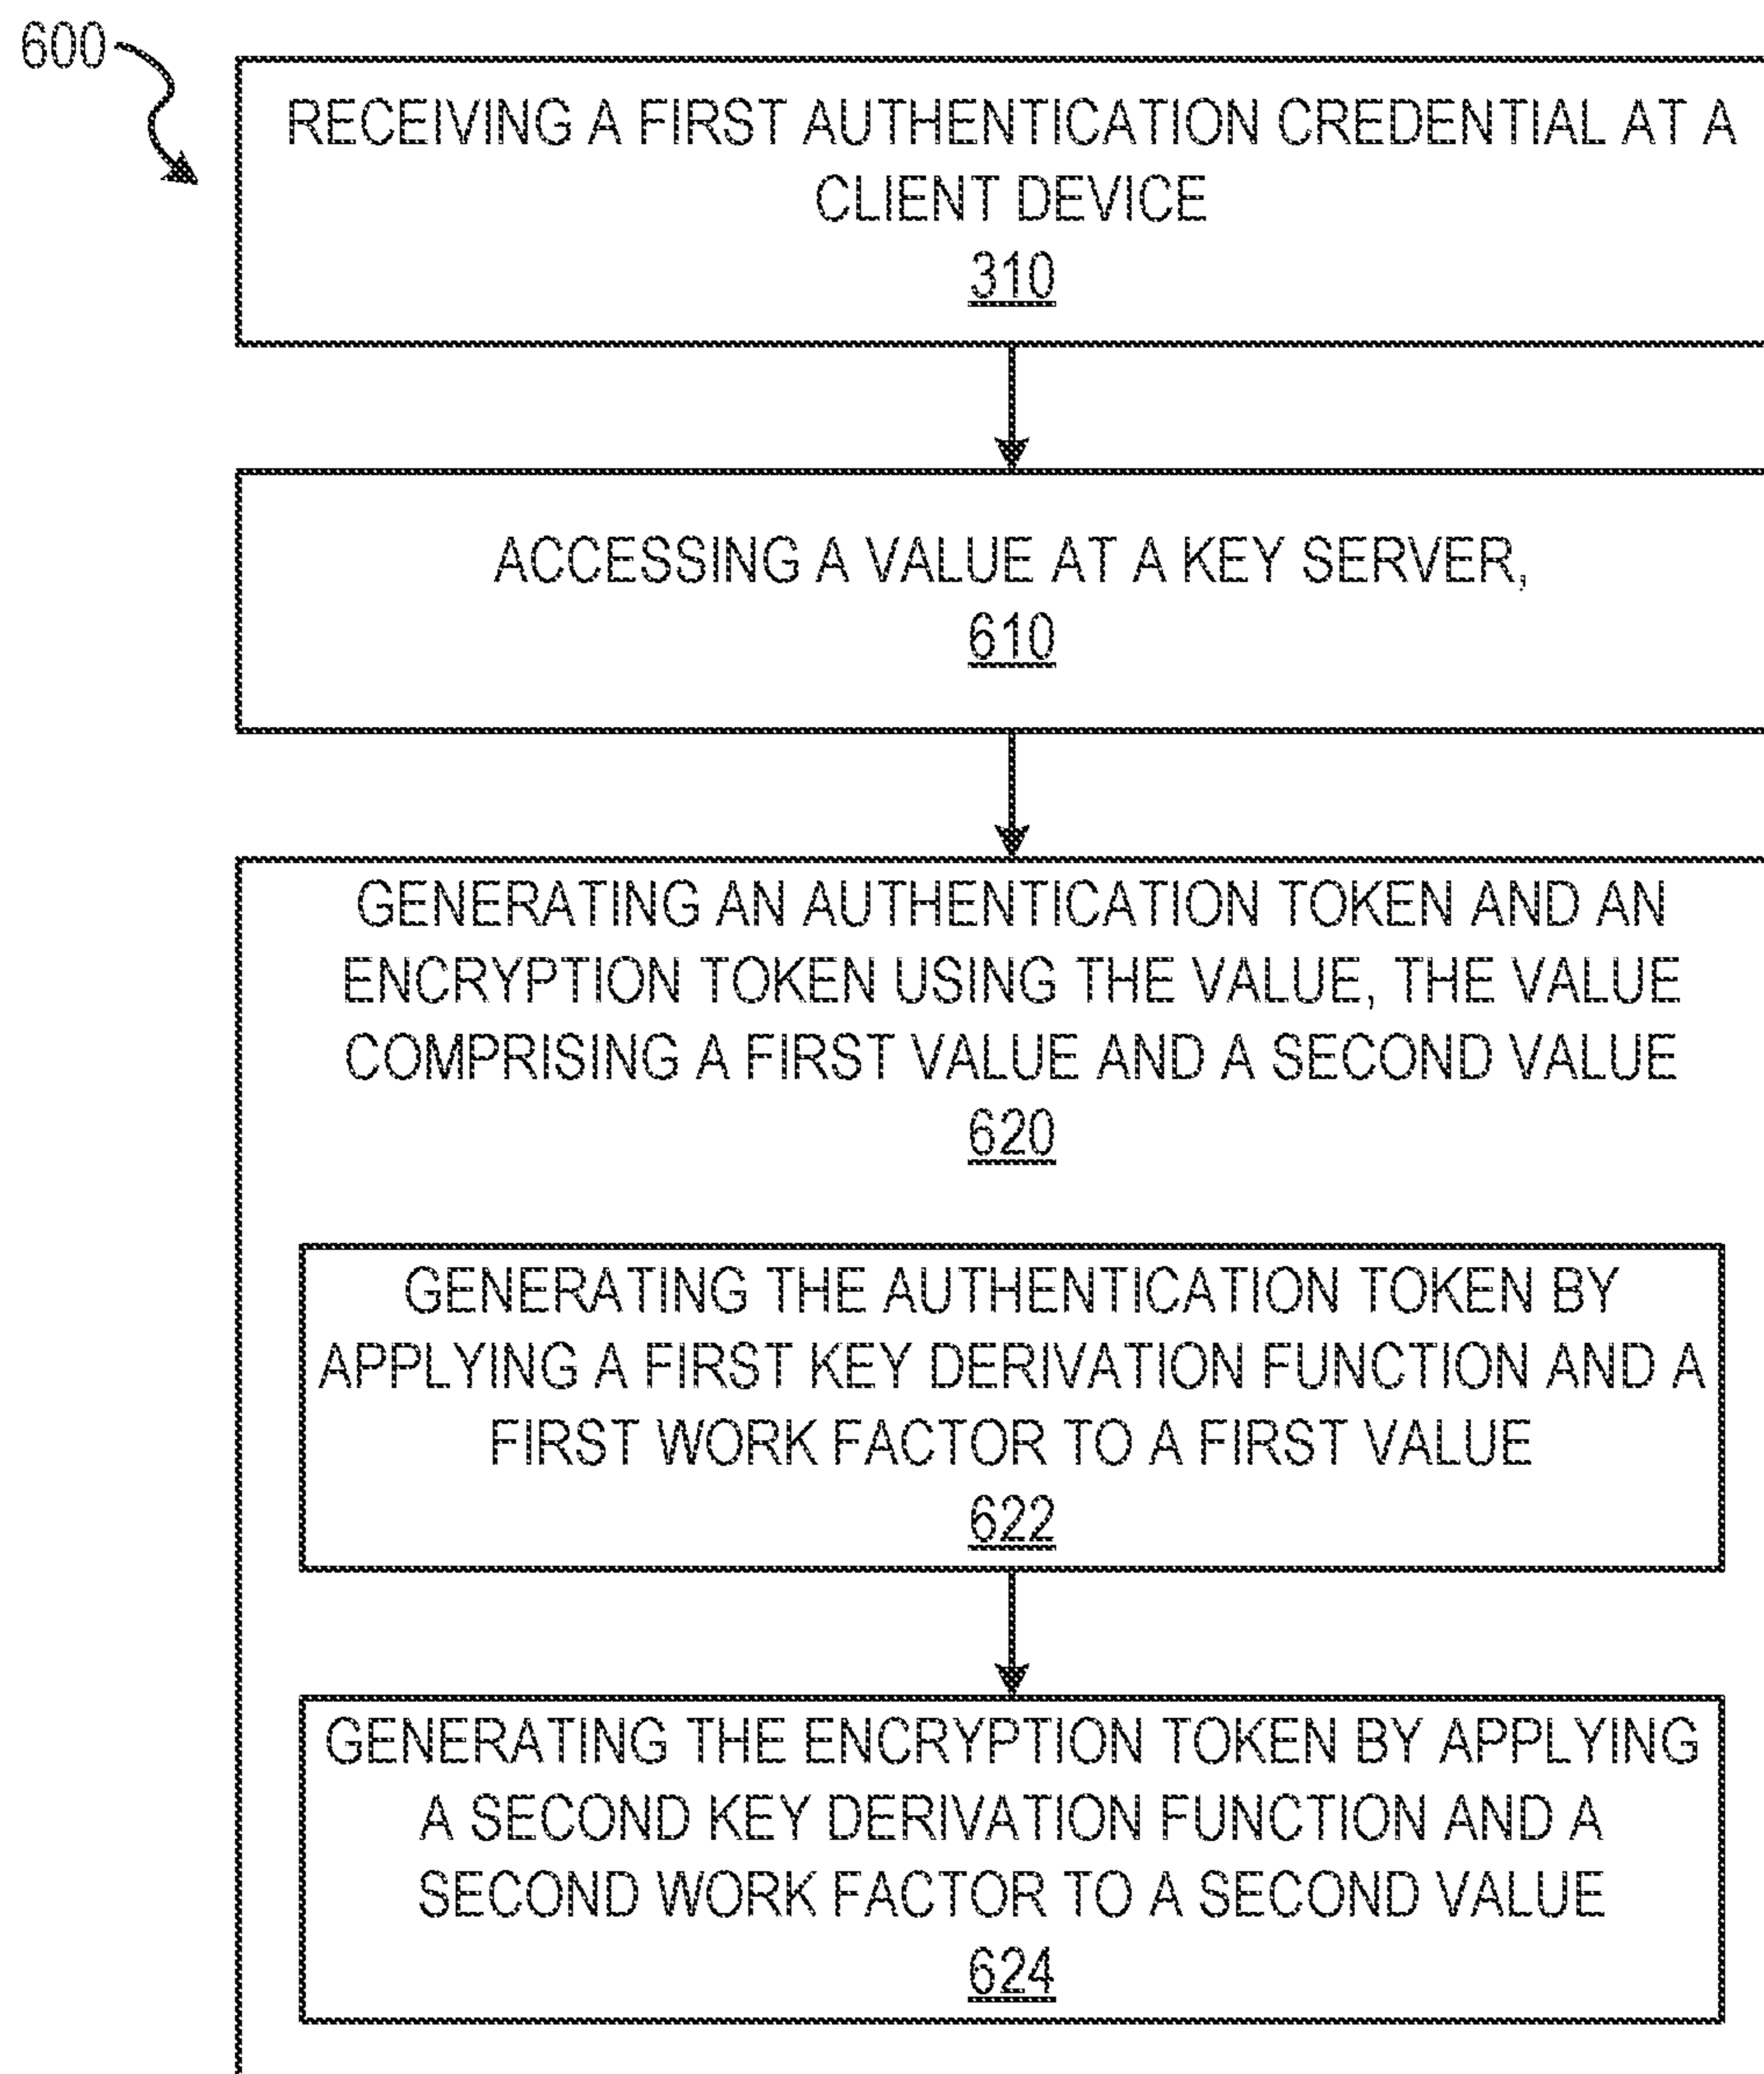 600
RECEIVING A FIRST AUTHENTICATION CREDENTIAL AT A
CLIENT DEVICE
310
ACCESSING A VALUE AT A KEY SERVER,
610
GENERATING AN AUTHENTICATION TOKEN AND AN
ENCRYPTION TOKEN USING THE VALUE, THE VALUE
COMPRISING A FIRST VALUE AND A SECOND VALUE
620
GENERATING THE AUTHENTICATION TOKEN BY
APPLYING A FIRST KEY DERIVATION FUNCTION AND A
FIRST WORK FACTOR TO A FIRST VALUE
622
GENERATING THE ENCRYPTION TOKEN BY APPLYING
A SECOND KEY DERIVATION FUNCTION AND A
SECOND WORK FACTOR TO A SECOND VALUE
624